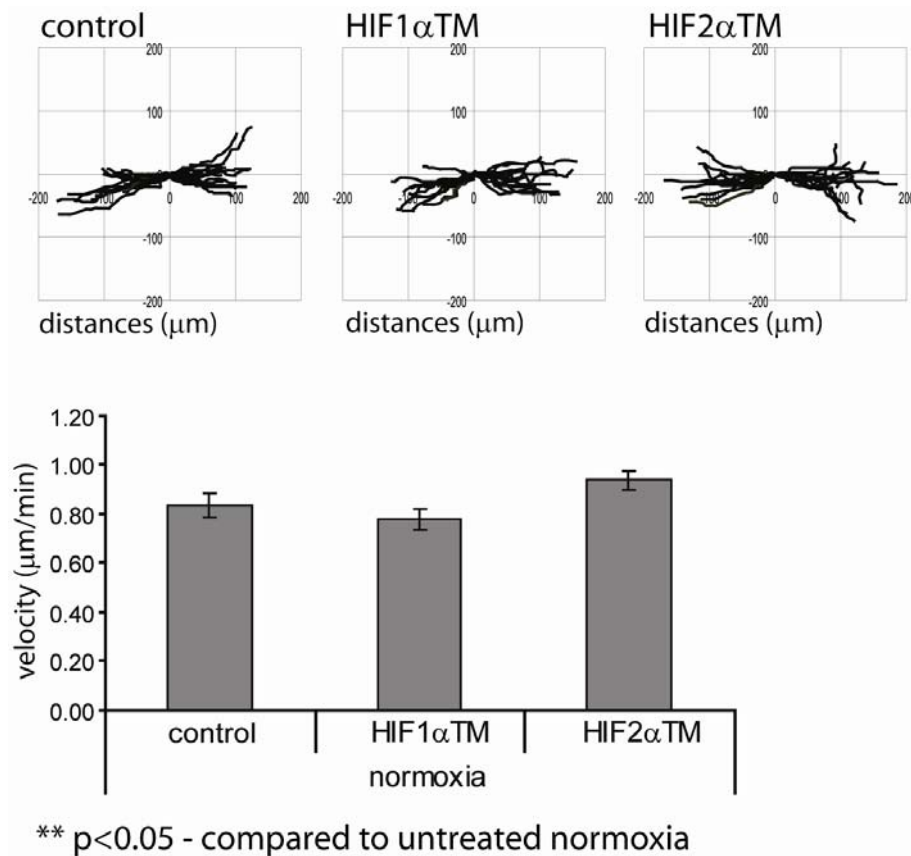 control HIF1αTM HIF2αTM
200 200 200
100 100 100
-200 -100 100 200 -200 -100 100 200 -200 -100 100 200
-100 -100 -100
-200 -200 -200
distances (μm) distances (μm) distances (μm)
1.20
1.00
0.80
0.60
0.40
0.20
0.00
velocity (μm/min)
control HIF1αTM HIF2αTM
normoxia
** p<0.05 - compared to untreated normoxia